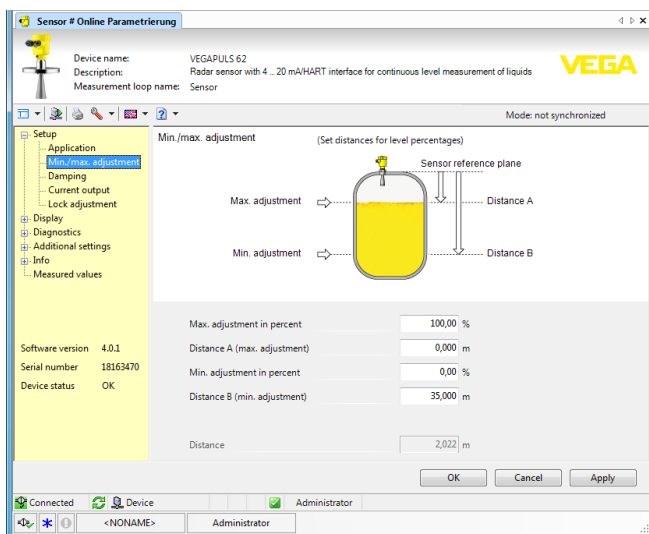 Sensor # Online Parametrierung
Device name: VEGAPULS 62
Description: Radar sensor with 4 .. 20 mA/HART interface for continuous level measurement of liquids
Measurement loop name: Sensor
VEGA
Mode: not synchronized
Setup
Application
Min./max. adjustment
Damping
Current output
Lock adjustment
Display
Diagnostics
Additional settings
Info
Measured values
Software version 4.0.1
Serial number 18163470
Device status OK
Min./max. adjustment (Set distances for level percentages)
Sensor reference plane
Max. adjustment Distance A
Min. adjustment Distance B
Max. adjustment in percent 100,00 %
Distance A (max. adjustment) 0,000 m
Min. adjustment in percent 0,00 %
Distance B (min. adjustment) 35,000 m
Distance 2,022 m
OK Cancel Apply
Connected Device Administrator
<NONAME> Administrator